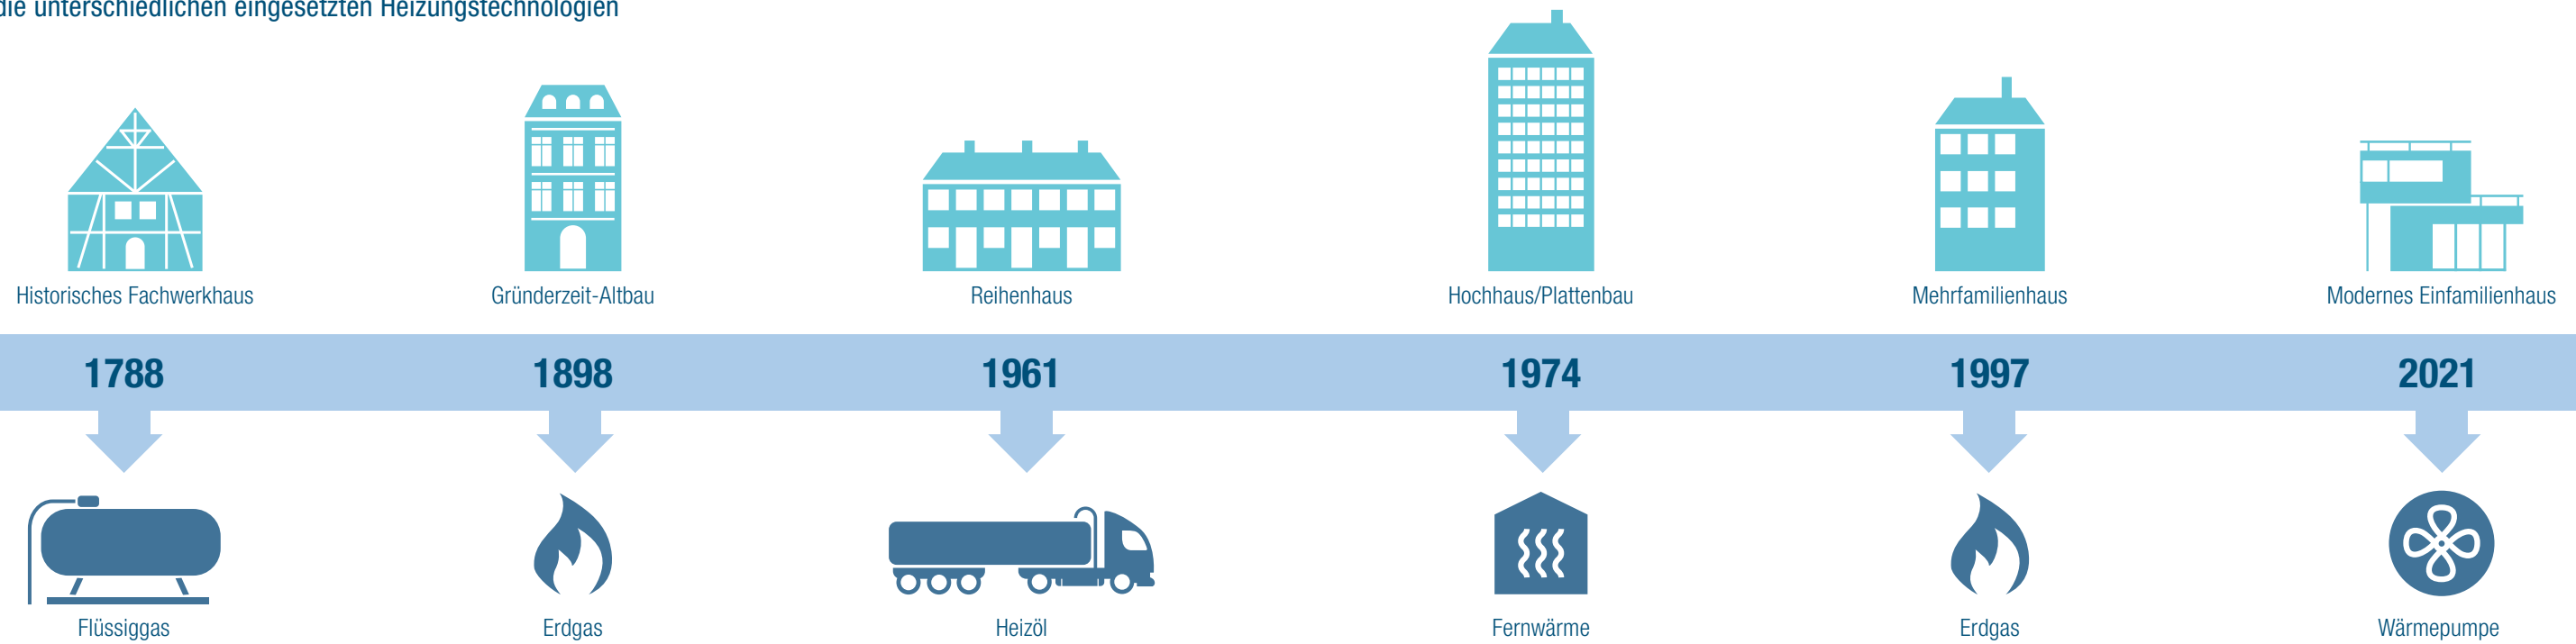 die unterschiedlichen eingesetzten Heizungstechnologien
Historisches Fachwerkhaus
Gründerzeit-Altbau
Reihenhaus
Hochhaus/Plattenbau
Mehrfamilienhaus
Modernes Einfamilienhaus
1788
1898
1961
1974
1997
2021
Flüssiggas
Erdgas
Heizöl
Fernwärme
Erdgas
Wärmepumpe